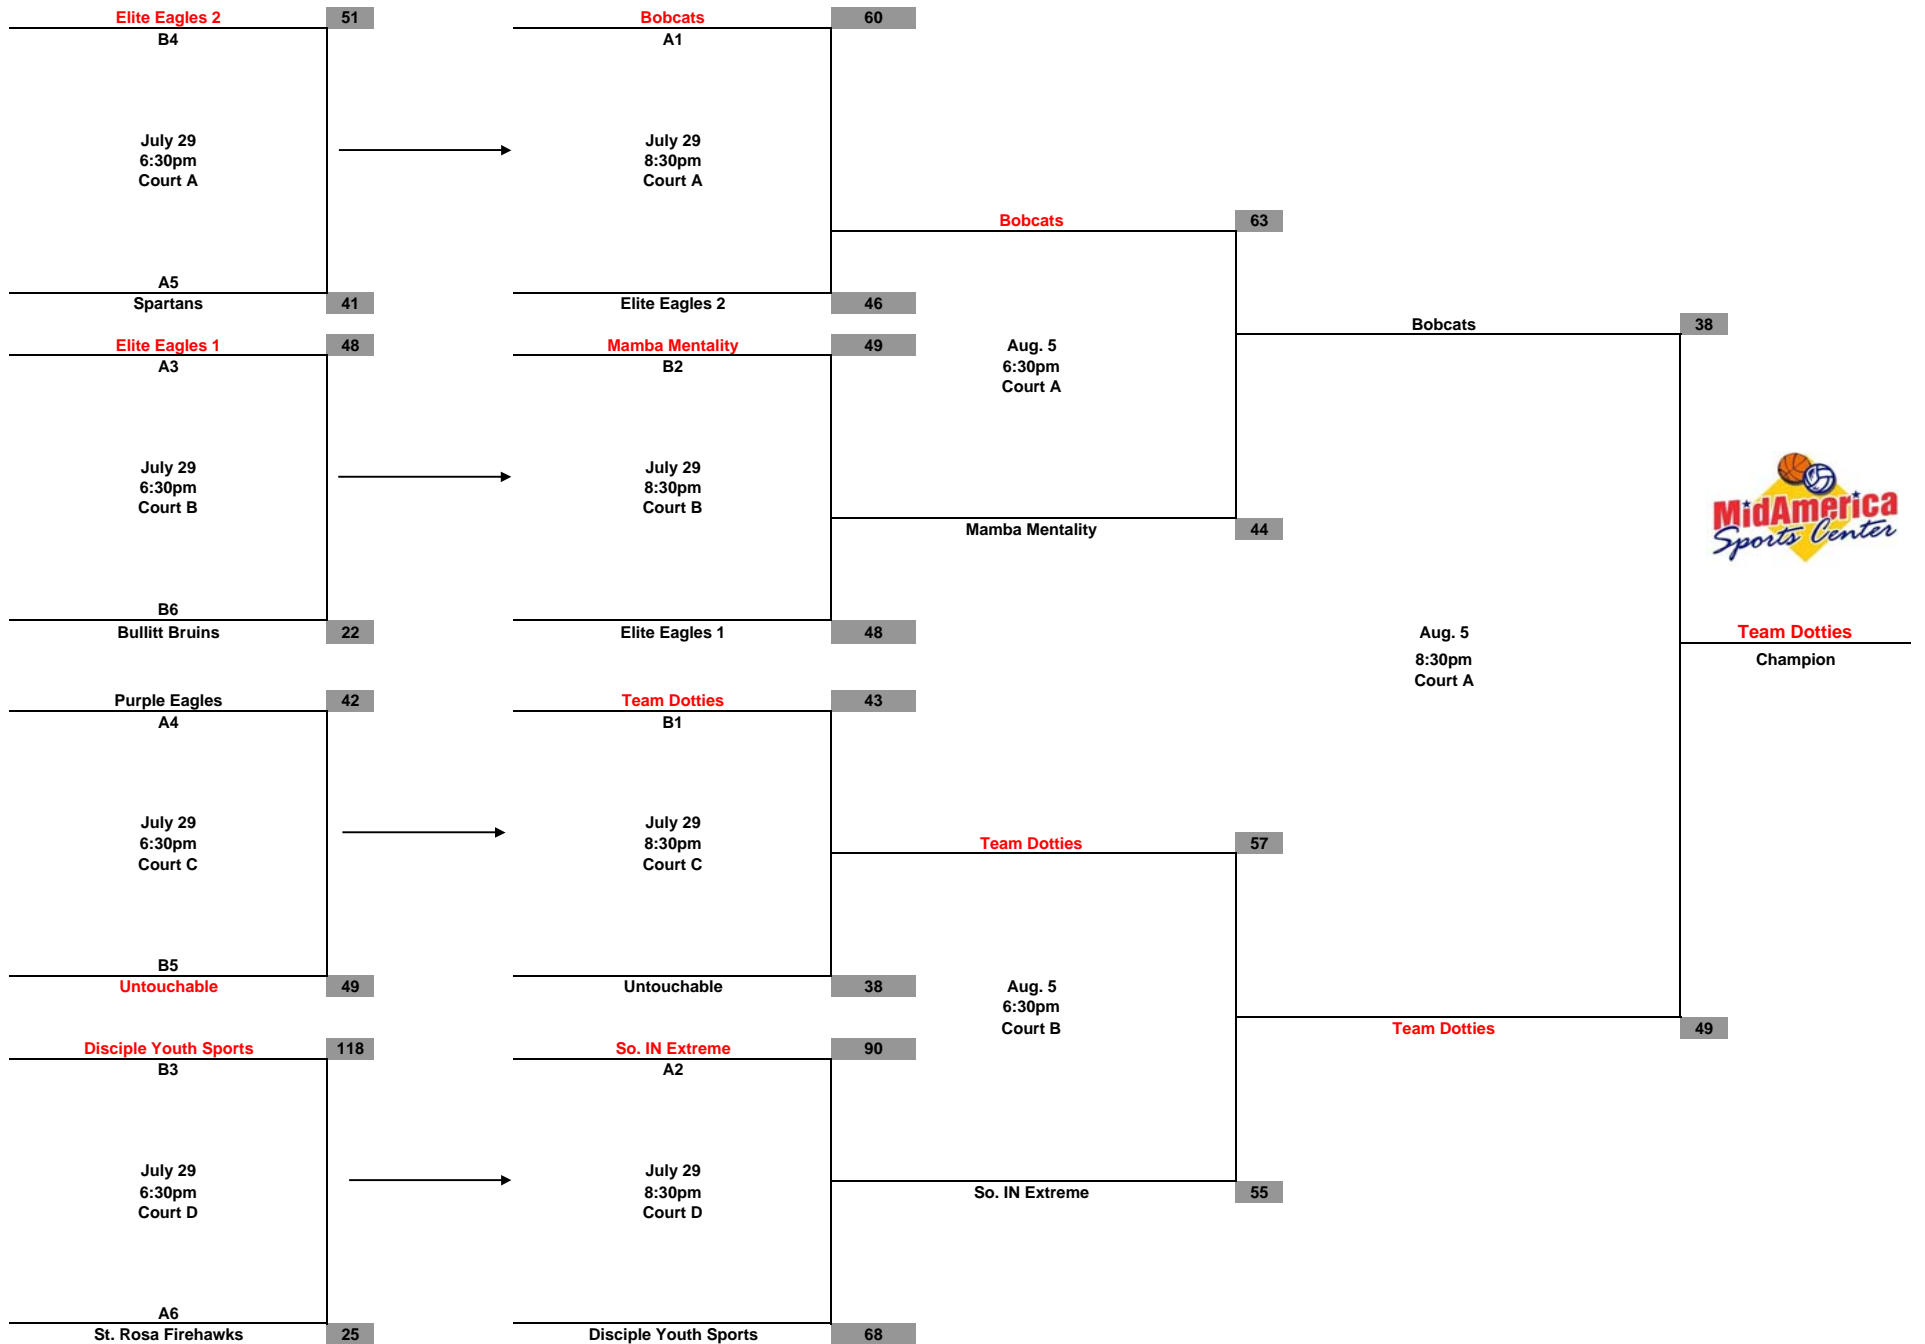 Elite Eagles 2 51
B4
July 29
6:30pm
Court A
A5
Spartans 41
Elite Eagles 1 48
A3
July 29
6:30pm
Court B
B6
Bullitt Bruins 22
Purple Eagles 42
A4
July 29
6:30pm
Court C
B5
Untouchable 49
Disciple Youth Sports 118
B3
July 29
6:30pm
Court D
A6
St. Rosa Firehawks 25
Bobcats 60
A1
July 29
8:30pm
Court A
Elite Eagles 2 46
Mamba Mentality 49
B2
July 29
8:30pm
Court B
Elite Eagles 1 48
Team Dotties 43
B1
July 29
8:30pm
Court C
Untouchable 38
So. IN Extreme 90
A2
July 29
8:30pm
Court D
Disciple Youth Sports 68
Bobcats 63
Aug. 5
6:30pm
Court A
Mamba Mentality 44
Team Dotties 57
Aug. 5
6:30pm
Court B
So. IN Extreme 55
Bobcats 38
Aug. 5
8:30pm
Court A
Team Dotties 49
MidAmerica
Sports Center
Team Dotties
Champion